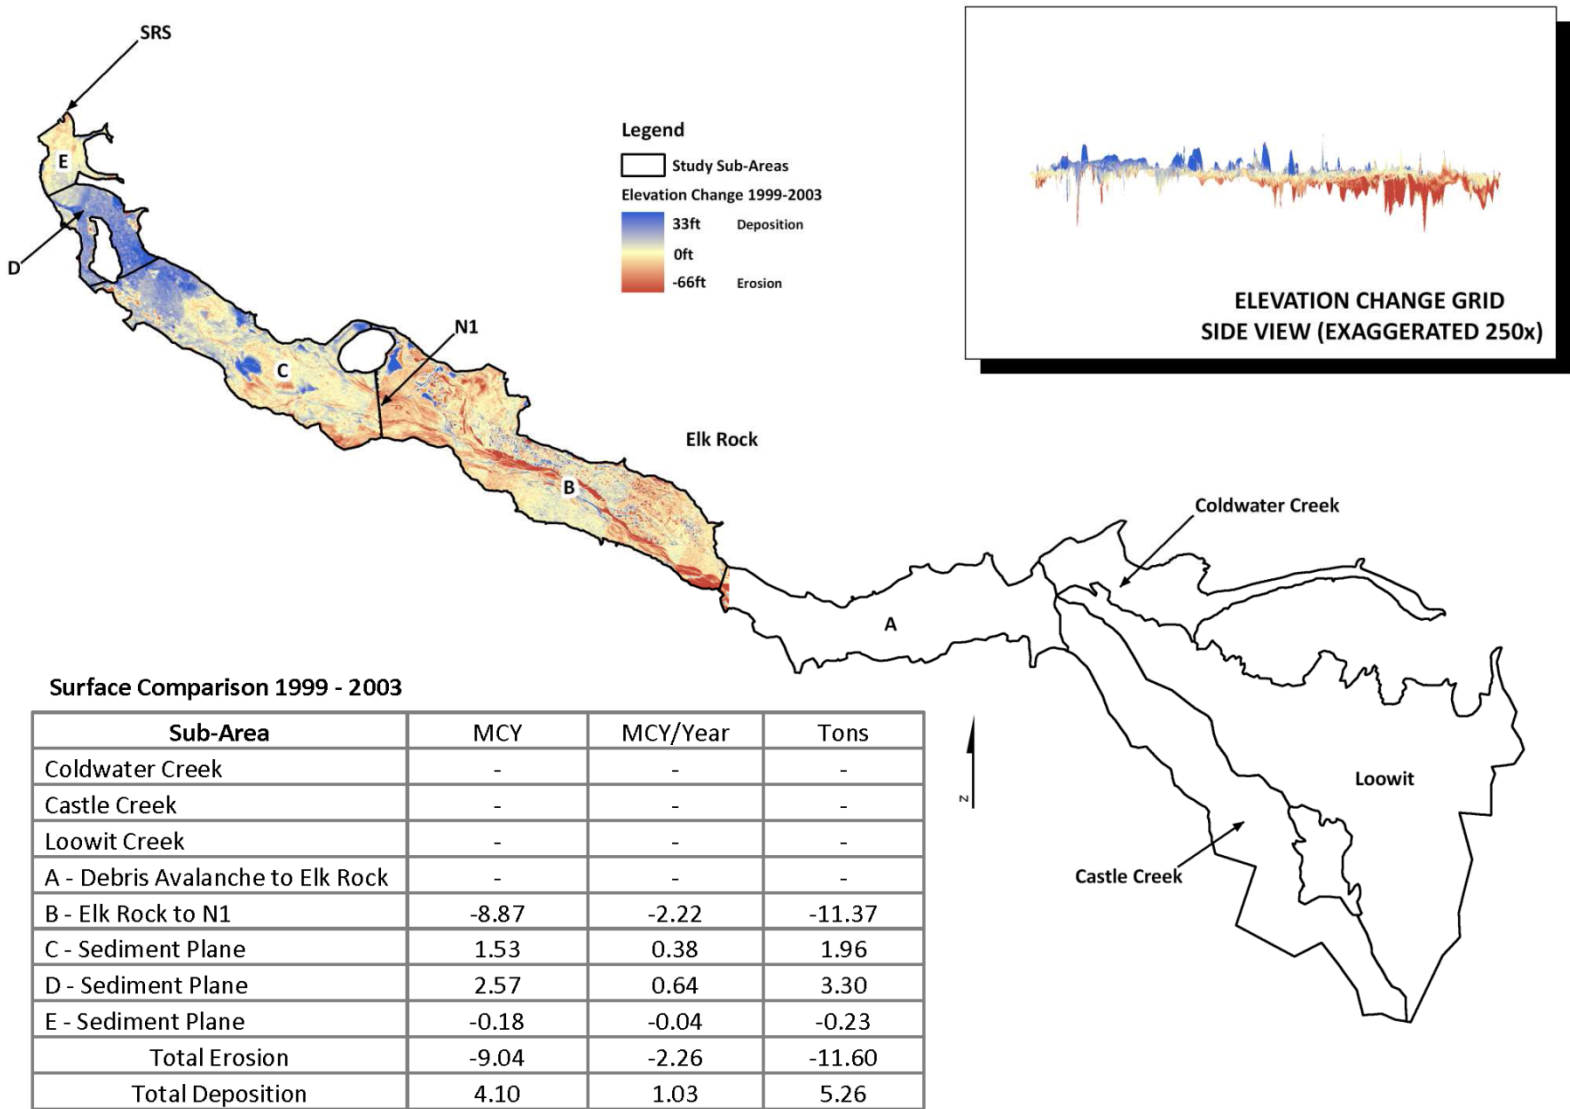 SRS
E
D
C
N1
B
Elk Rock
A
Coldwater Creek
Loowit
Castle Creek
N
Legend
Study Sub-Areas
Elevation Change 1999-2003
33ft Deposition
0ft
-66ft Erosion
ELEVATION CHANGE GRID
SIDE VIEW (EXAGGERATED 250x)
Surface Comparison 1999 - 2003
Sub-Area MCY MCY/Year Tons
Coldwater Creek - - -
Castle Creek - - -
Loowit Creek - - -
A - Debris Avalanche to Elk Rock - - -
B - Elk Rock to N1 -8.87 -2.22 -11.37
C - Sediment Plane 1.53 0.38 1.96
D - Sediment Plane 2.57 0.64 3.30
E - Sediment Plane -0.18 -0.04 -0.23
Total Erosion -9.04 -2.26 -11.60
Total Deposition 4.10 1.03 5.26